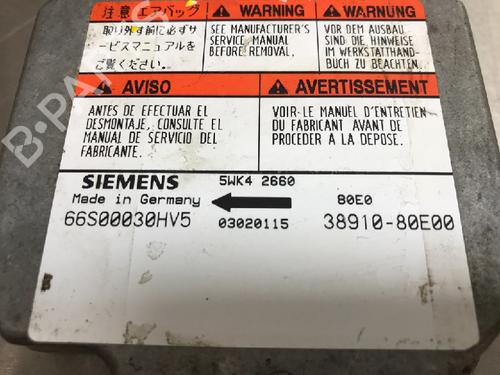 注意 エアバッグ
取り外す前に必ずサ
ービスマニュアルを
ご覧ください。
WARNING
SEE MANUFACTURER'S
SERVICE MANUAL
BEFORE REMOVAL.
WARNUNG
VOR DEM AUSBAU
SIND DIE HINWEISE
IM WERKSTATTHAND-
BUCH ZU BEACHTEN.
AVISO
ANTES DE EFECTUAR EL
DESMONTAJE, CONSULTE EL
MANUAL DE SERVICIO DEL
FABRICANTE.
AVERTISSEMENT
VOIR-LE MANUEL D'ENTRETIEN
DU FABRICANT AVANT DE
PROCEDER A LA DEPOSE.
SIEMENS 5WK4 2660
Made in Germany 80E0
66S00030HV5 03020115 38910-80E00
B-PARTS